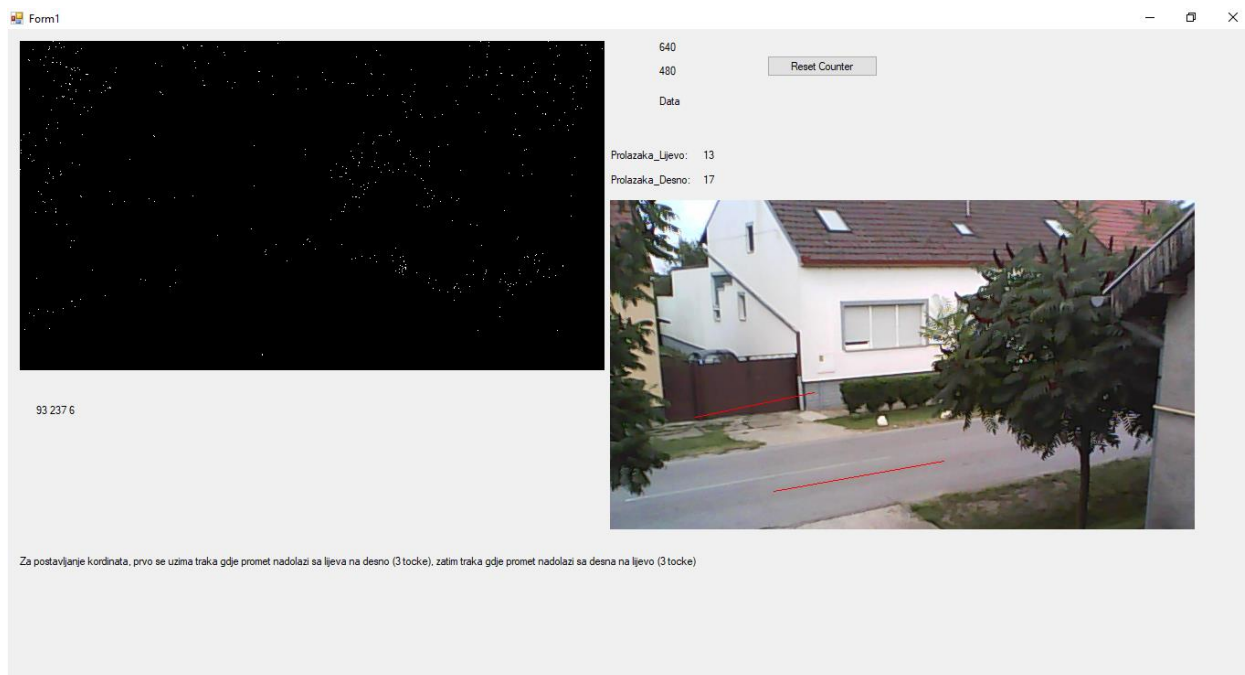 Form1
640
480
Reset Counter
Data
Prolazaka_Lijevo: 13
Prolazaka_Desno: 17
93 237 6
Za postavljanje kordinata, prvo se uzima traka gdje promet nadolazi sa lijeva na desno (3 tocke), zatim traka gdje promet nadolazi sa desna na lijevo (3 tocke)